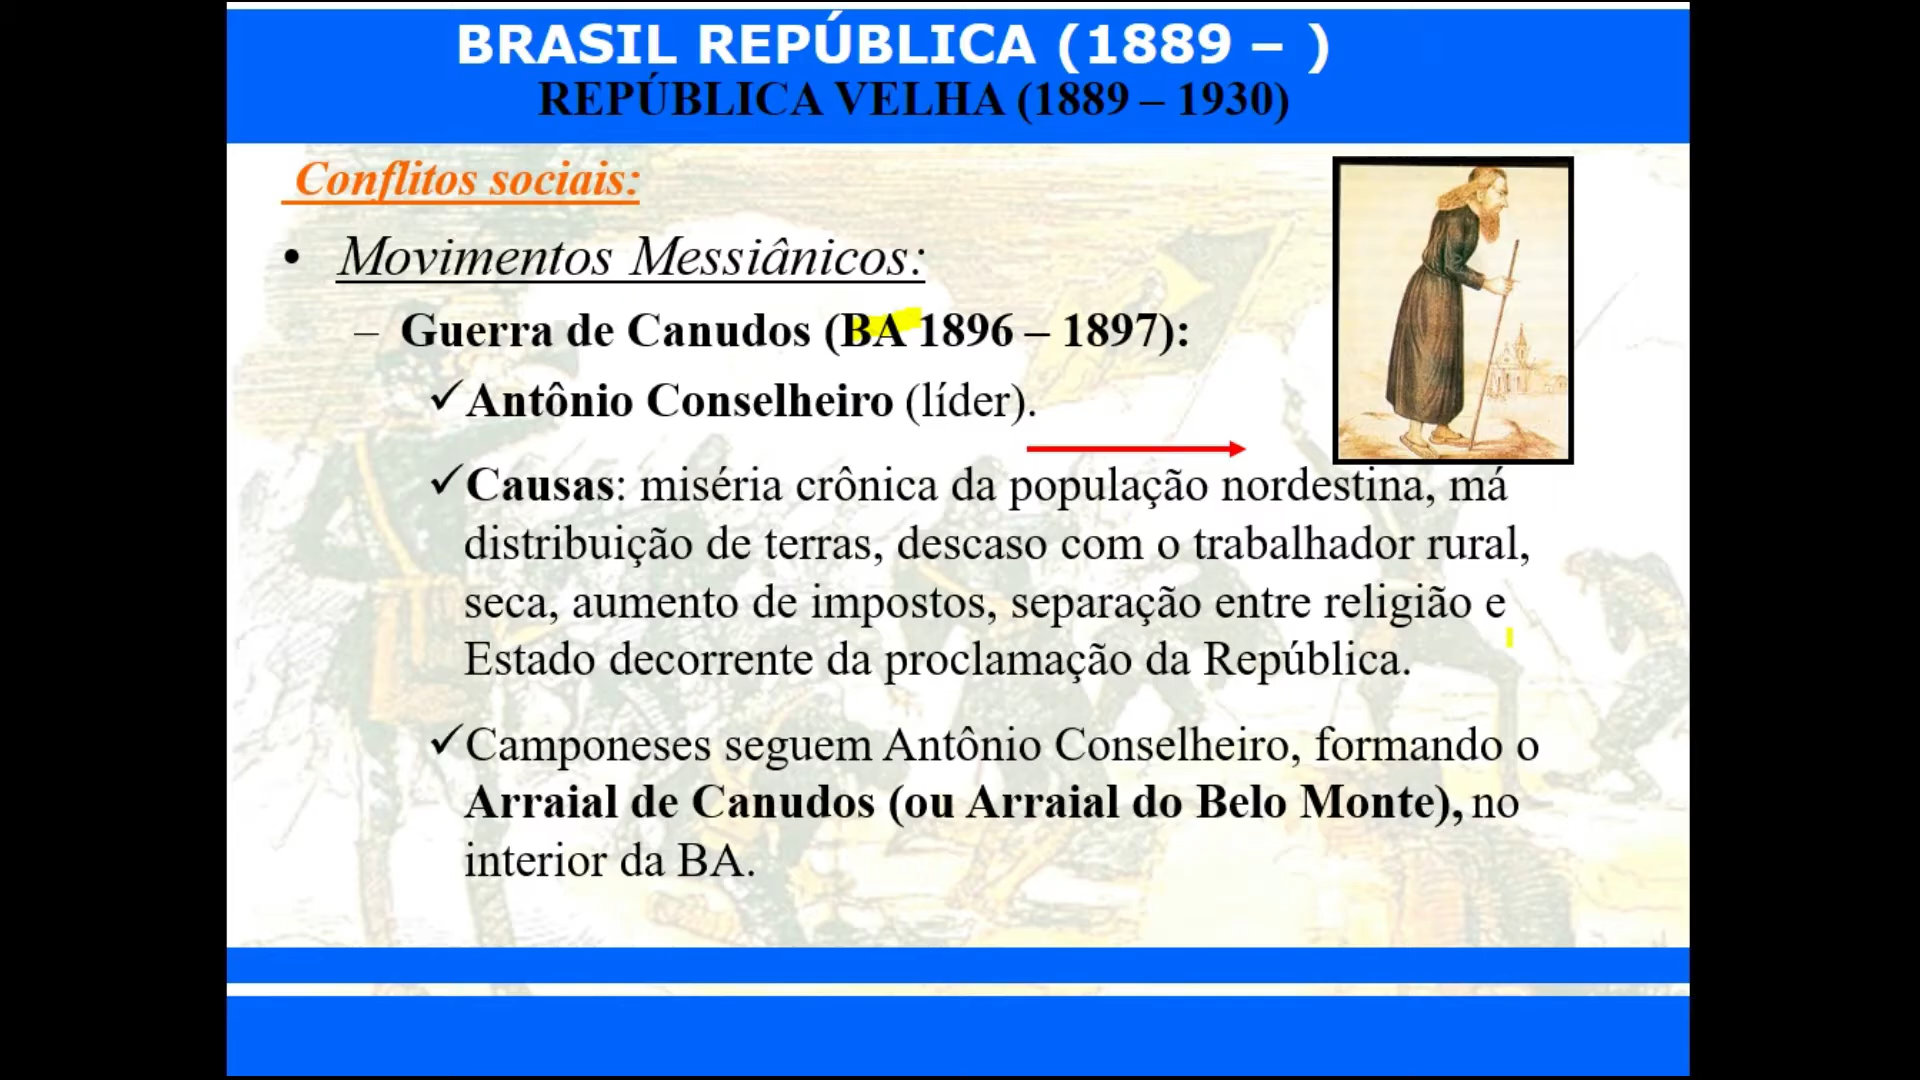 BRASIL REPÚBLICA (1889 – )
REPÚBLICA VELHA (1889 – 1930)
Conflitos sociais:
• Movimentos Messiânicos:
– Guerra de Canudos (BA 1896 – 1897):
✓Antônio Conselheiro (líder).
✓Causas: miséria crônica da população nordestina, má
distribuição de terras, descaso com o trabalhador rural,
seca, aumento de impostos, separação entre religião e
Estado decorrente da proclamação da República.
✓Camponeses seguem Antônio Conselheiro, formando o
Arraial de Canudos (ou Arraial do Belo Monte), no
interior da BA.